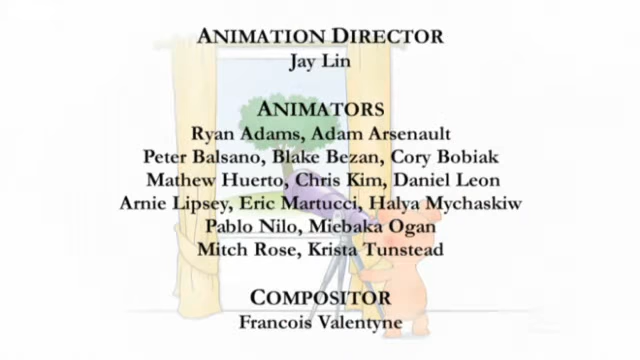 ANIMATION DIRECTOR
Jay Lin
ANIMATORS
Ryan Adams, Adam Arsenault
Peter Balsano, Blake Bezan, Cory Bobiak
Mathew Huerto, Chris Kim, Daniel Leon
Arnie Lipsey, Eric Martucci, Halya Mychaskiw
Pablo Nilo, Miebaka Ogan
Mitch Rose, Krista Tunstead
COMPOSITOR
Francois Valentyne